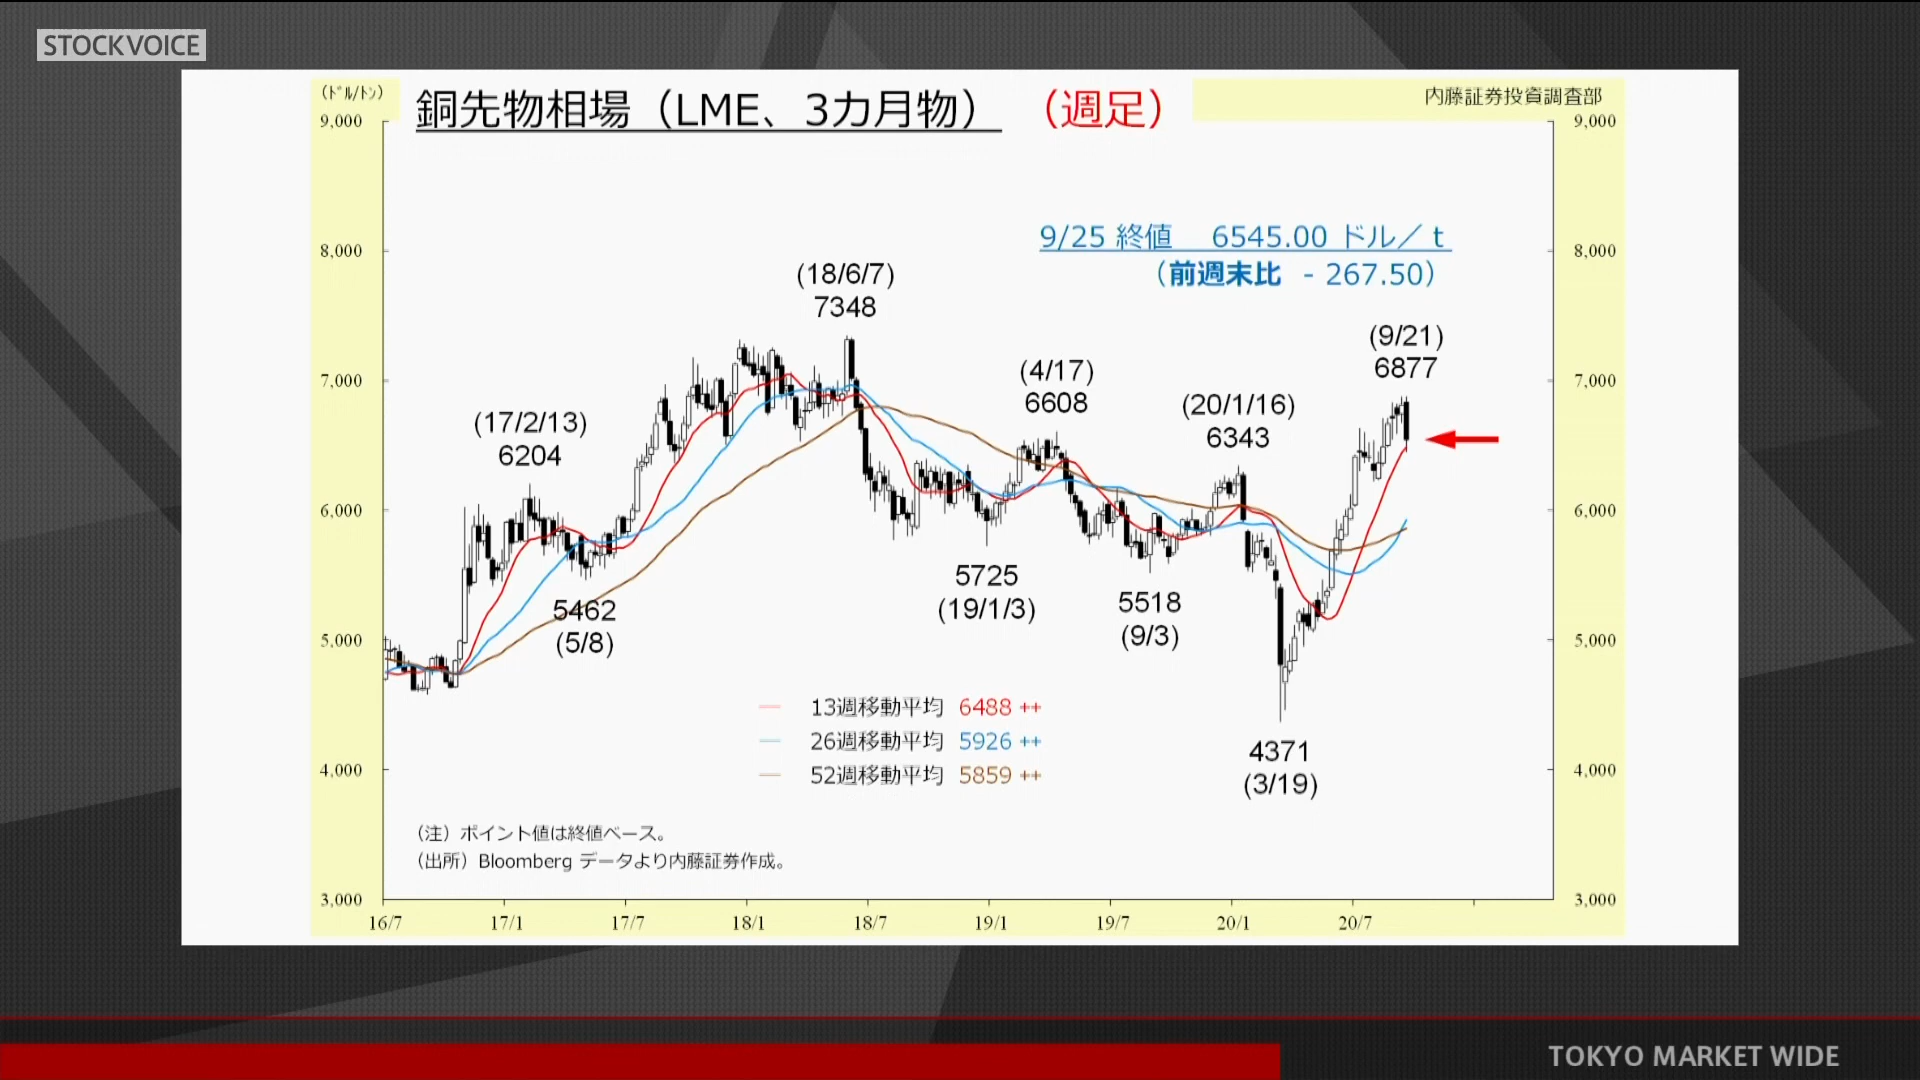 STOCKVOICE
(ﾄﾞﾙ/ﾄﾝ)
銅先物相場（LME、3カ月物）
（週足）
内藤証券投資調査部
9,000
9,000
9/25 終値 6545.00 ドル／ t
8,000
8,000
（前週末比 - 267.50）
(18/6/7)
7348
(9/21)
6877
(4/17)
6608
7,000
7,000
(20/1/16)
6343
(17/2/13)
6204
6,000
6,000
5725
(19/1/3)
5518
(9/3)
5462
(5/8)
5,000
5,000
13週移動平均 6488 ++
26週移動平均 5926 ++
52週移動平均 5859 ++
4371
(3/19)
4,000
4,000
（注）ポイント値は終値ベース。
（出所）Bloomberg データより内藤証券作成。
3,000
3,000
16/7 17/1 17/7 18/1 18/7 19/1 19/7 20/1 20/7
TOKYO MARKET WIDE